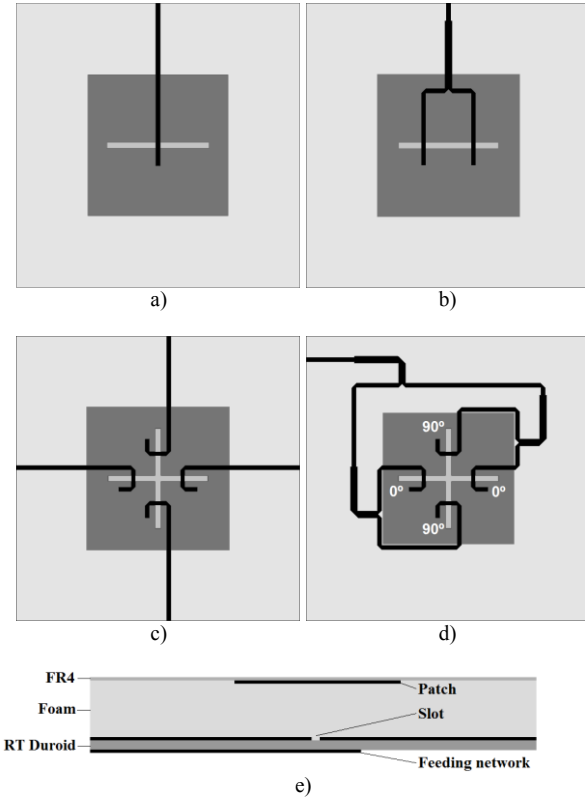 a)
b)
c)
90º
0º
0º
90º
d)
FR4
Patch
Foam
Slot
RT Duroid
Feeding network
e)